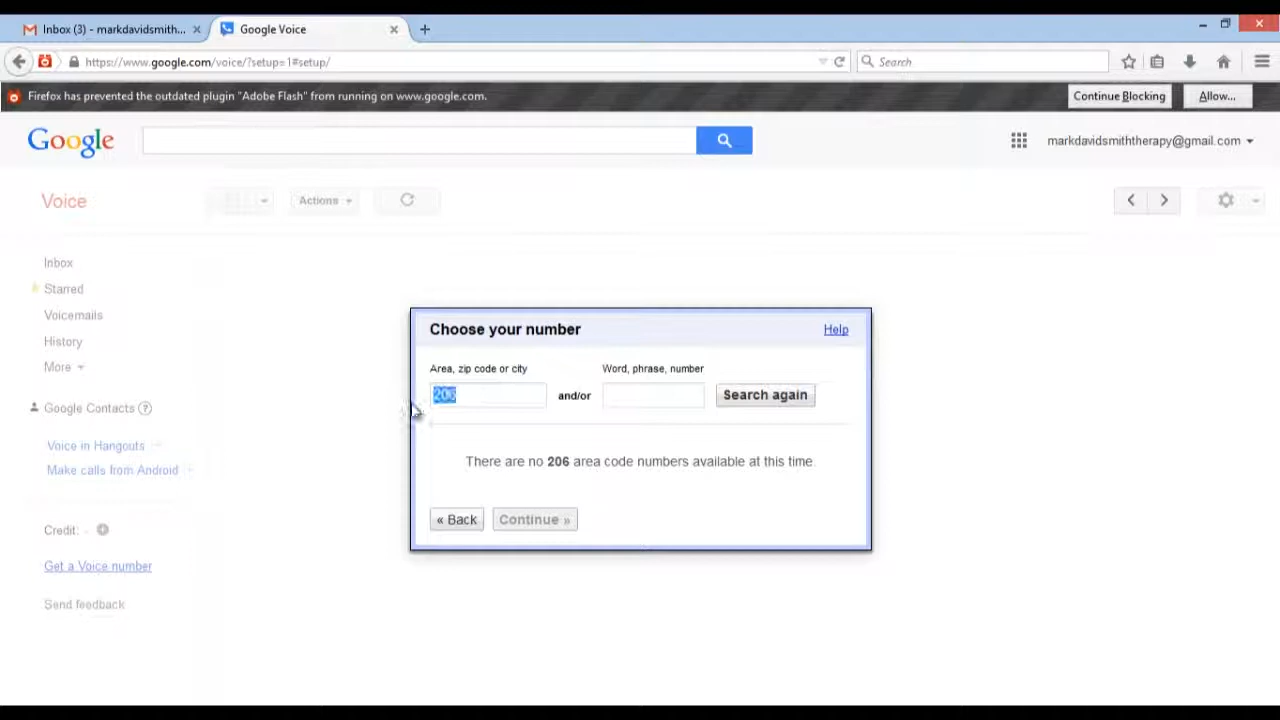 Inbox (3) - markdavidsmith...
Google Voice
https://www.google.com/voice/?setup=1#setup/
Search
Firefox has prevented the outdated plugin "Adobe Flash" from running on www.google.com.
Continue Blocking
Allow...
Google
markdavidsmiththerapy@gmail.com
Voice
Actions
Inbox
Starred
Voicemails
History
More
Google Contacts (?)
Voice in Hangouts
Make calls from Android
Credit: -
Get a Voice number
Send feedback
Choose your number
Help
Area, zip code or city
Word, phrase, number
206
and/or
Search again
There are no 206 area code numbers available at this time
« Back
Continue »